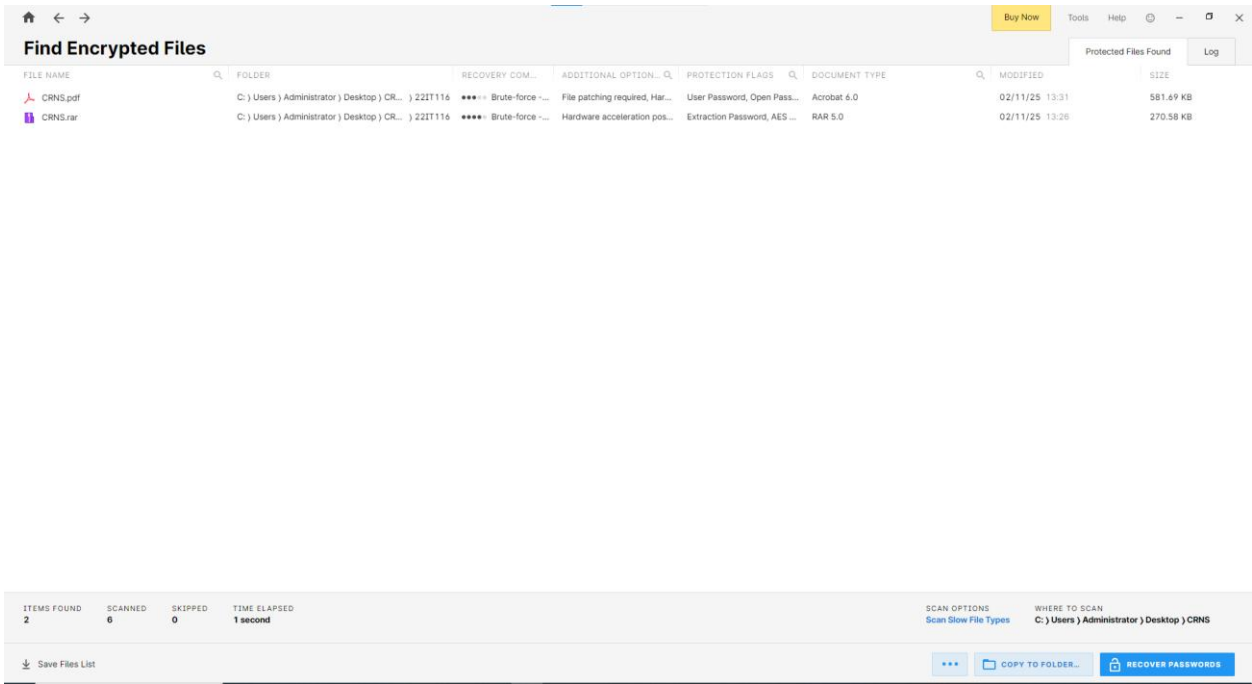 Buy Now Tools Help
Find Encrypted Files
Protected Files Found Log
FILE NAME FOLDER RECOVERY COM... ADDITIONAL OPTION... PROTECTION FLAGS DOCUMENT TYPE MODIFIED SIZE
CRNS.pdf C: ) Users ) Administrator ) Desktop ) CR... ) 22IT116 Brute-force -... File patching required, Har... User Password, Open Pass... Acrobat 6.0 02/11/25 13:31 581.69 KB
CRNS.rar C: ) Users ) Administrator ) Desktop ) CR... ) 22IT116 Brute-force -... Hardware acceleration pos... Extraction Password, AES ... RAR 5.0 02/11/25 13:26 270.58 KB
ITEMS FOUND SCANNED SKIPPED TIME ELAPSED SCAN OPTIONS WHERE TO SCAN
2 6 0 1 second Scan Slow File Types C: ) Users ) Administrator ) Desktop ) CRNS
Save Files List ••• COPY TO FOLDER... RECOVER PASSWORDS